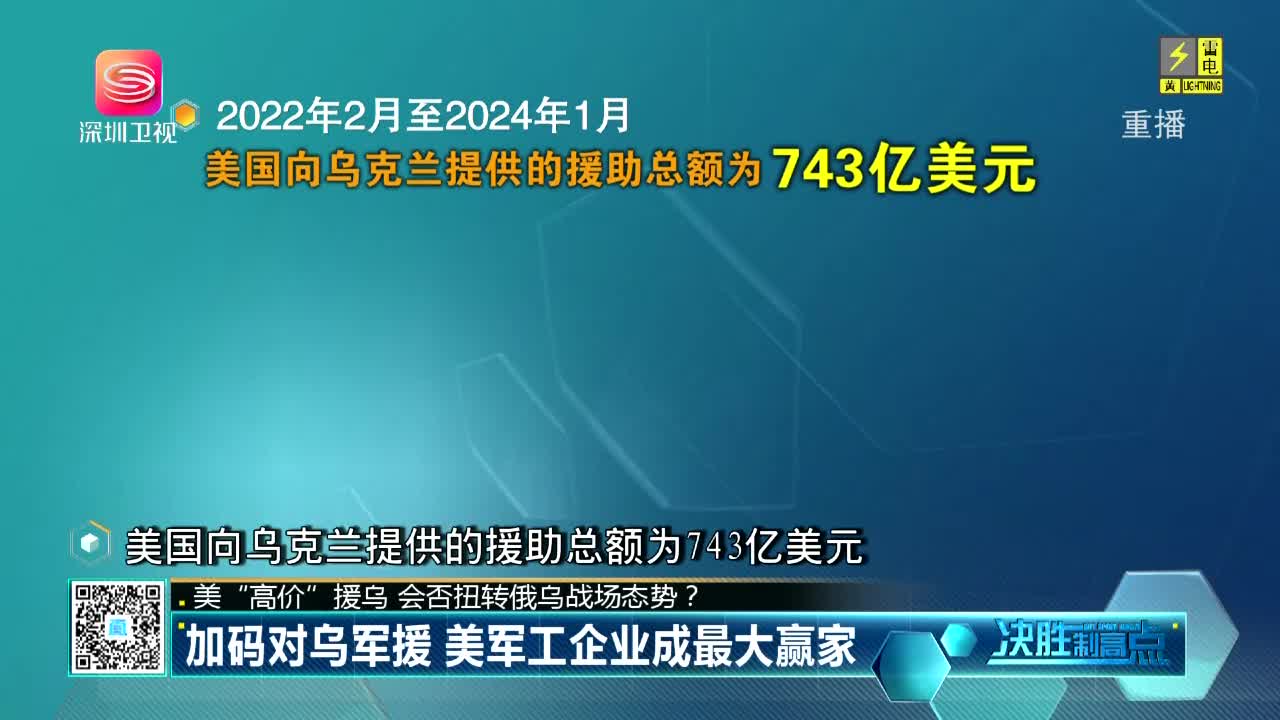 深圳卫视
雷电
黄 LIGHTNING
重播
2022年2月至2024年1月
美国向乌克兰提供的援助总额为743亿美元
美国向乌克兰提供的援助总额为743亿美元
美“高价”援乌 会否扭转俄乌战场态势？
加码对乌军援 美军工企业成最大赢家
决胜制高点